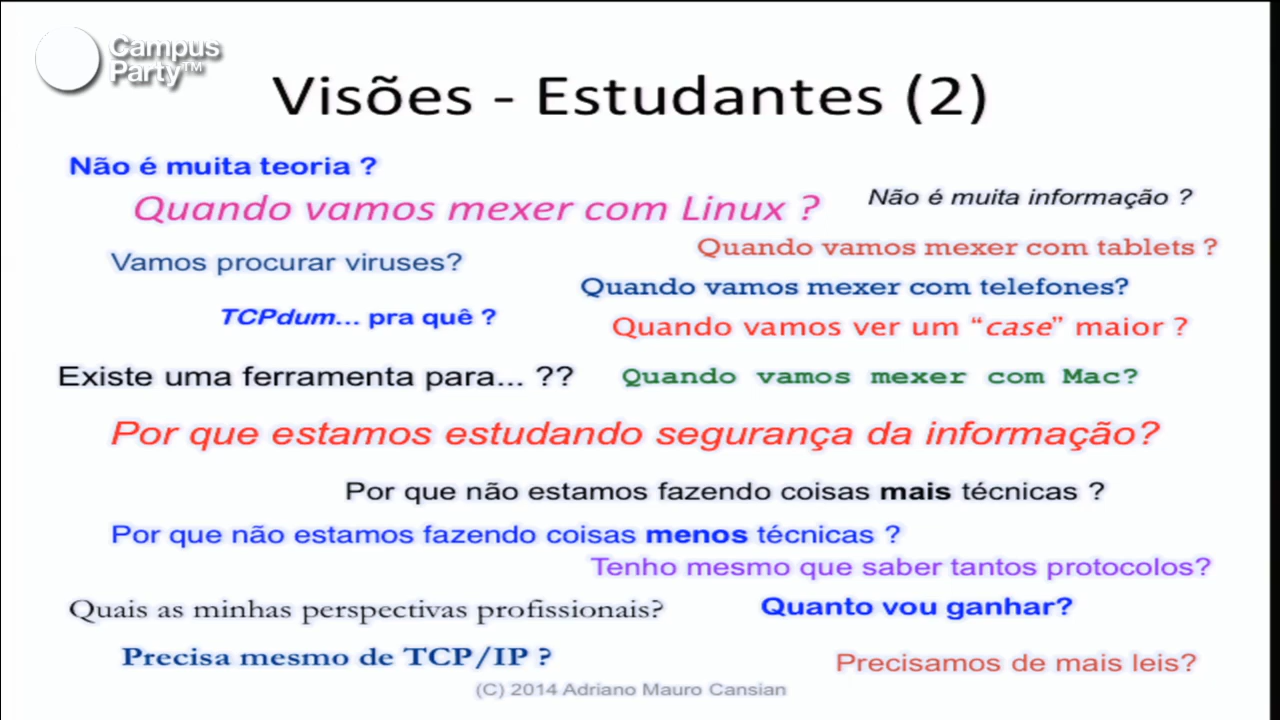 Campus
Party™
Visões - Estudantes (2)
Não é muita teoria ?
Quando vamos mexer com Linux ?
Não é muita informação ?
Quando vamos mexer com tablets ?
Vamos procurar viruses?
Quando vamos mexer com telefones?
TCPdum... pra quê ?
Quando vamos ver um “case” maior ?
Existe uma ferramenta para... ??
Quando vamos mexer com Mac?
Por que estamos estudando segurança da informação?
Por que não estamos fazendo coisas mais técnicas ?
Por que não estamos fazendo coisas menos técnicas ?
Tenho mesmo que saber tantos protocolos?
Quais as minhas perspectivas profissionais?
Quanto vou ganhar?
Precisa mesmo de TCP/IP ?
Precisamos de mais leis?
(C) 2014 Adriano Mauro Cansian